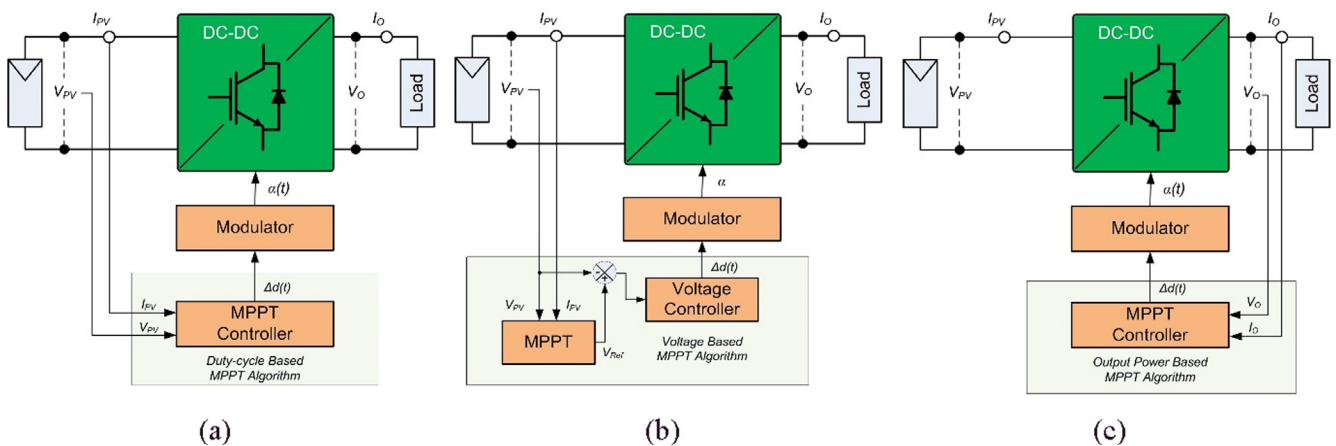 I_PV
DC-DC
I_O
V_PV
V_O
Load
α(t)
Modulator
Δd(t)
I_PV
V_PV
MPPT
Controller
Duty-cycle Based
MPPT Algorithm
(a)
I_PV
DC-DC
I_O
V_PV
V_O
Load
α
Modulator
Δd(t)
-
+
V_PV
I_PV
Voltage
Controller
MPPT
V_Ref
Voltage Based
MPPT Algorithm
(b)
I_PV
DC-DC
I_O
V_PV
V_O
Load
α(t)
Modulator
Δd(t)
MPPT
Controller
V_O
I_O
Output Power Based
MPPT Algorithm
(c)